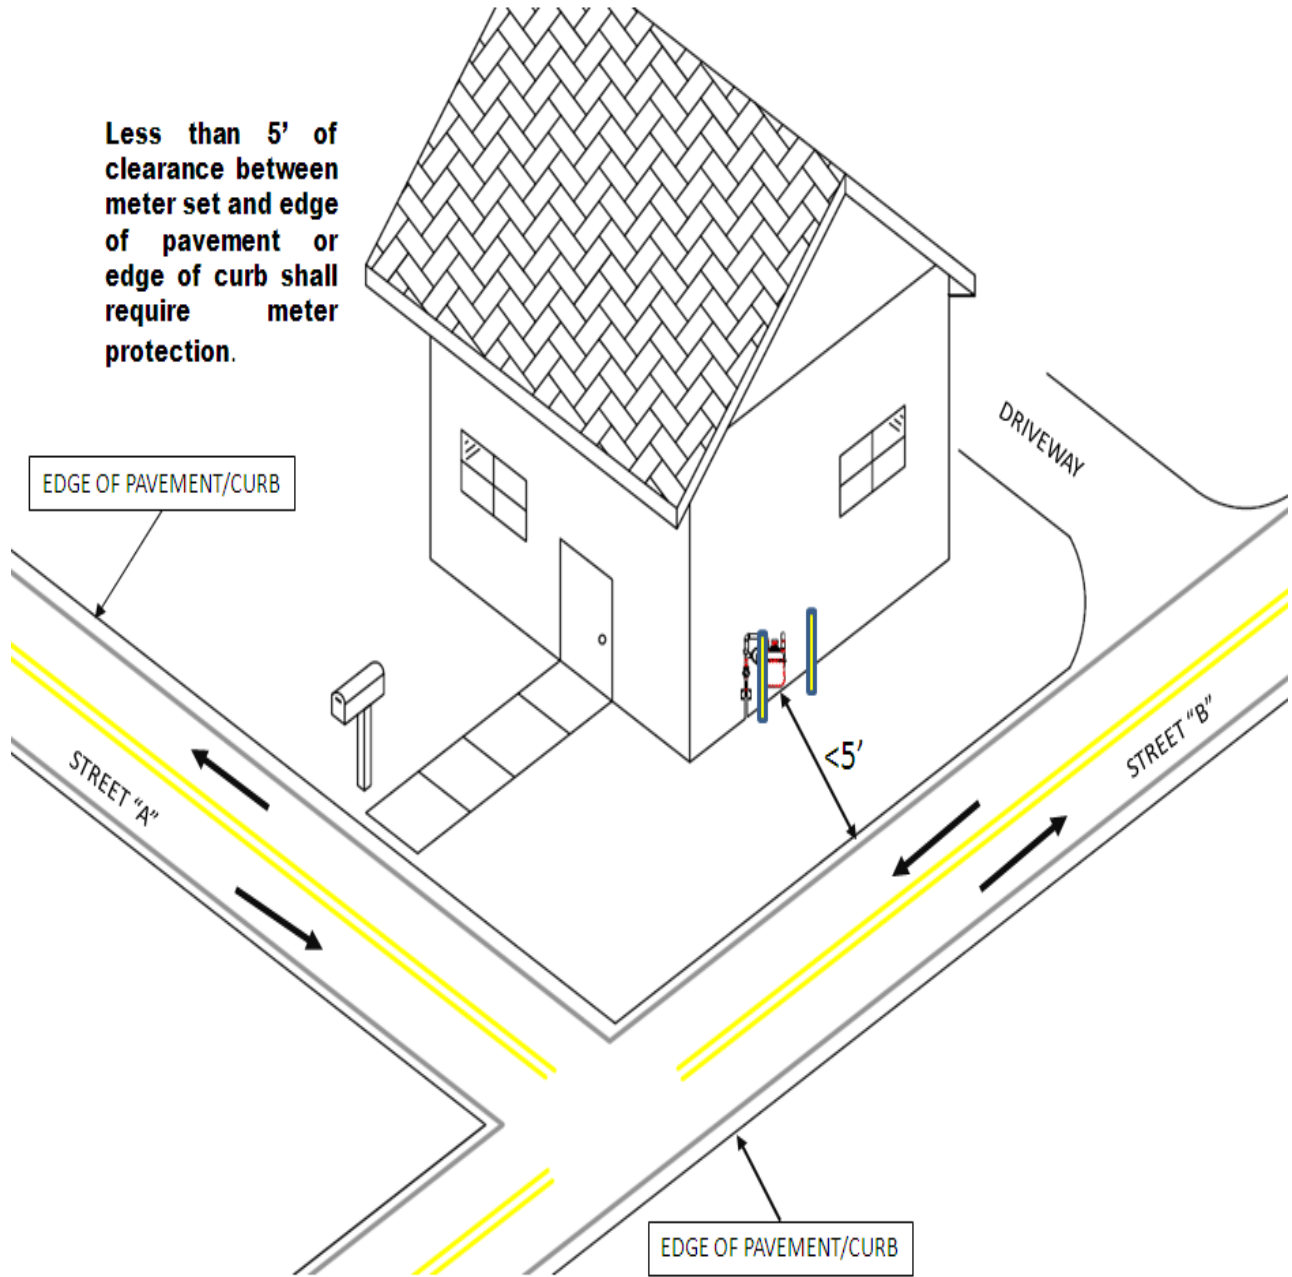 Less than 5’ of
clearance between
meter set and edge
of pavement or
edge of curb shall
require meter
protection.
EDGE OF PAVEMENT/CURB
DRIVEWAY
STREET “A”
<5’
STREET “B”
EDGE OF PAVEMENT/CURB